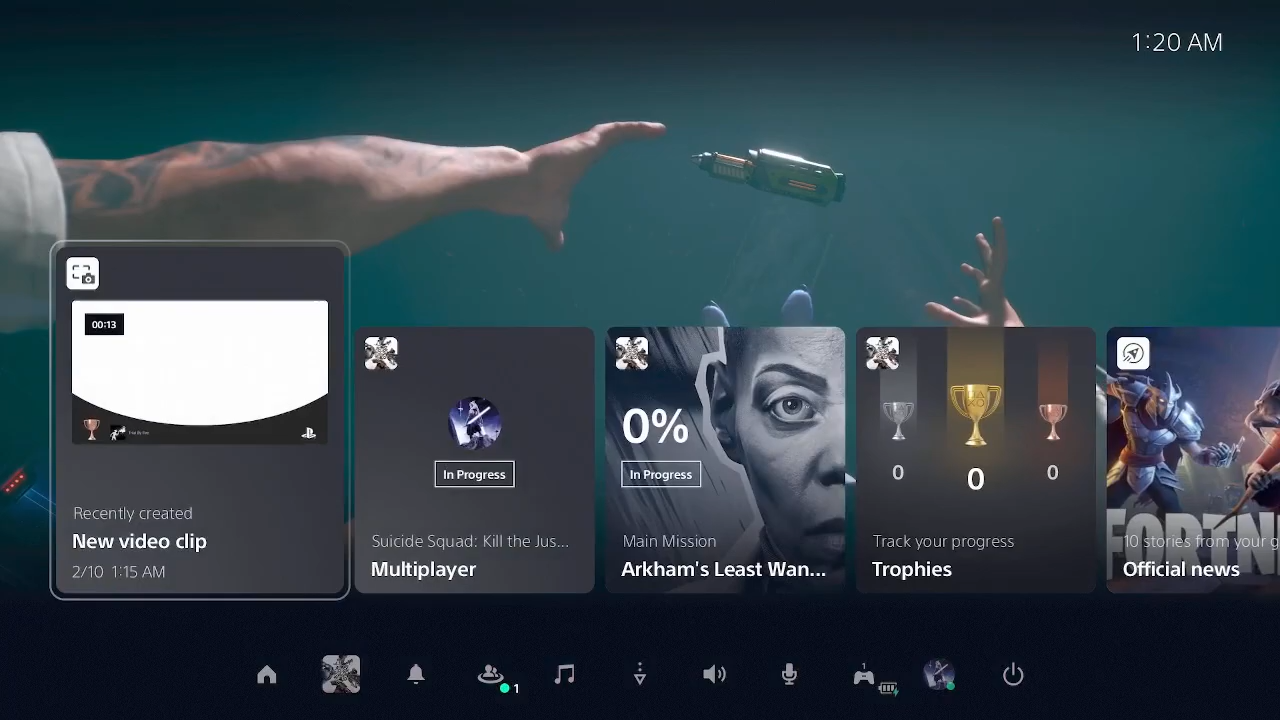 1:20 AM
00:13
Recently created
New video clip
2/10 1:15 AM
In Progress
Suicide Squad: Kill the Jus...
Multiplayer
0%
In Progress
Main Mission
Arkham's Least Wan...
0
0
0
Track your progress
Trophies
FORTN
10 stories from your g
Official news
1
1